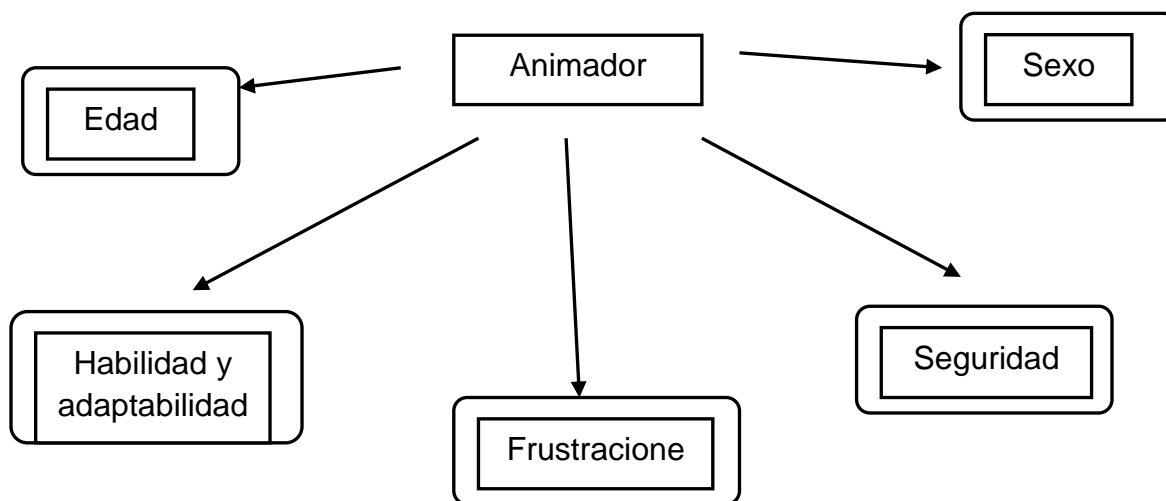 Animador
Sexo
Edad
Habilidad y
adaptabilidad
Frustracione
Seguridad